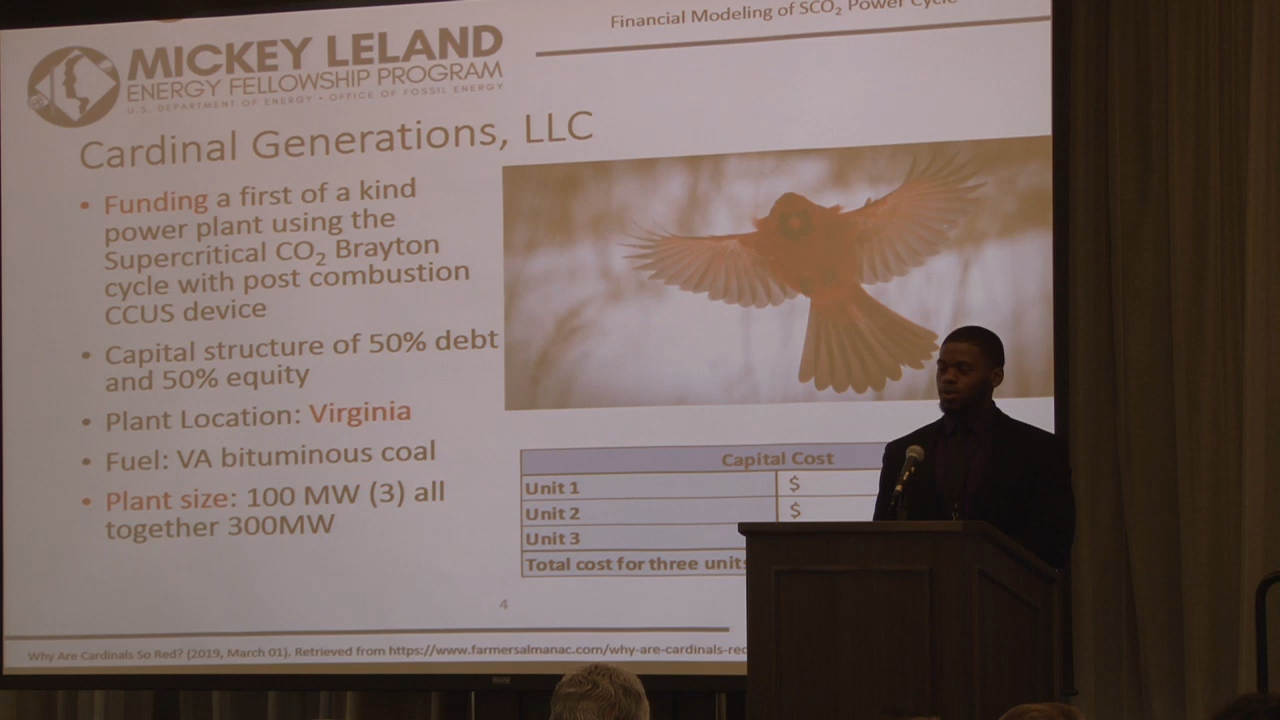 Financial Modeling of SCO₂ Power Cycle
MICKEY LELAND
ENERGY FELLOWSHIP PROGRAM
U.S. DEPARTMENT OF ENERGY • OFFICE OF FOSSIL ENERGY
Cardinal Generations, LLC
• Funding a first of a kind
power plant using the
Supercritical CO₂ Brayton
cycle with post combustion
CCUS device
• Capital structure of 50% debt
and 50% equity
• Plant Location: Virginia
• Fuel: VA bituminous coal
• Plant size: 100 MW (3) all
together 300MW
Capital Cost
Unit 1 $
Unit 2 $
Unit 3
Total cost for three units
4
Why Are Cardinals So Red? (2019, March 01). Retrieved from https://www.farmersalmanac.com/why-are-cardinals-red